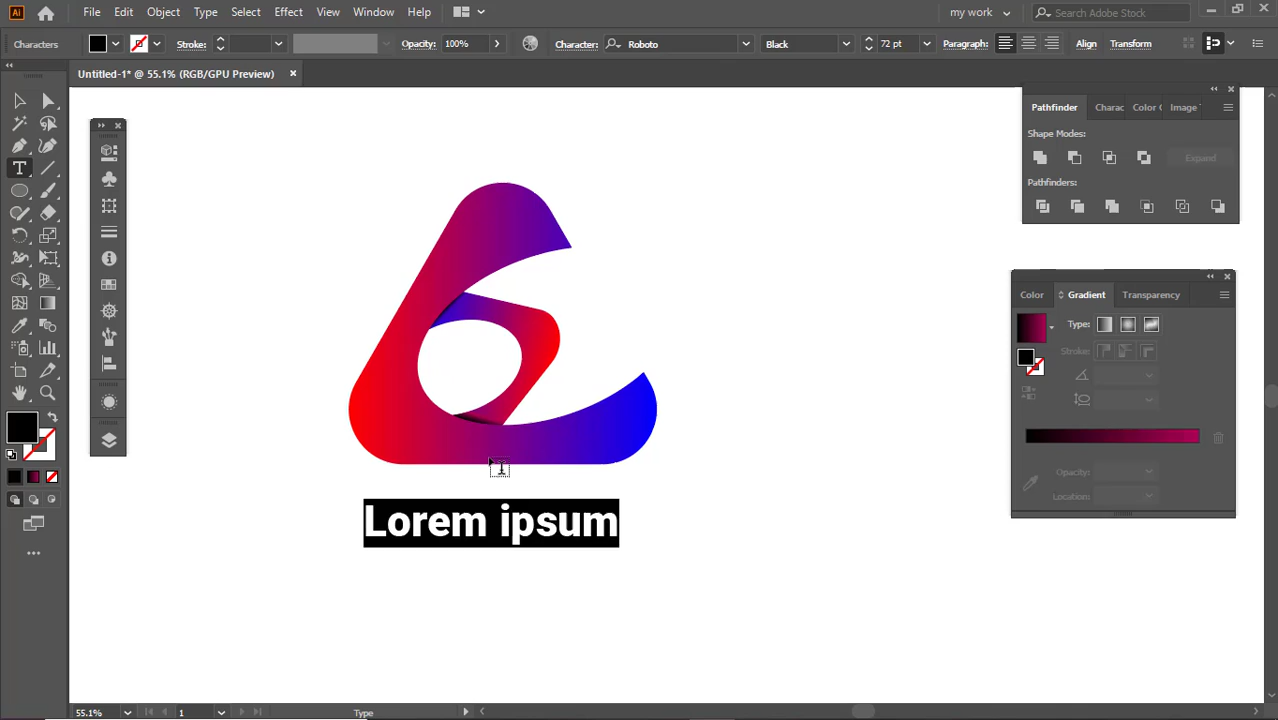 Ai File Edit Object Type Select Effect View Window Help my work Search Adobe Stock
Characters Stroke: Opacity: 100% Character: Roboto Black 72 pt Paragraph: Align Transform
Untitled-1* @ 55.1% (RGB/GPU Preview)
Pathfinder Charac Color Image
Shape Modes:
Expand
Pathfinders:
Color Gradient Transparency
Type:
Stroke:
Opacity:
Location:
Lorem ipsum
55.1% 1 Type